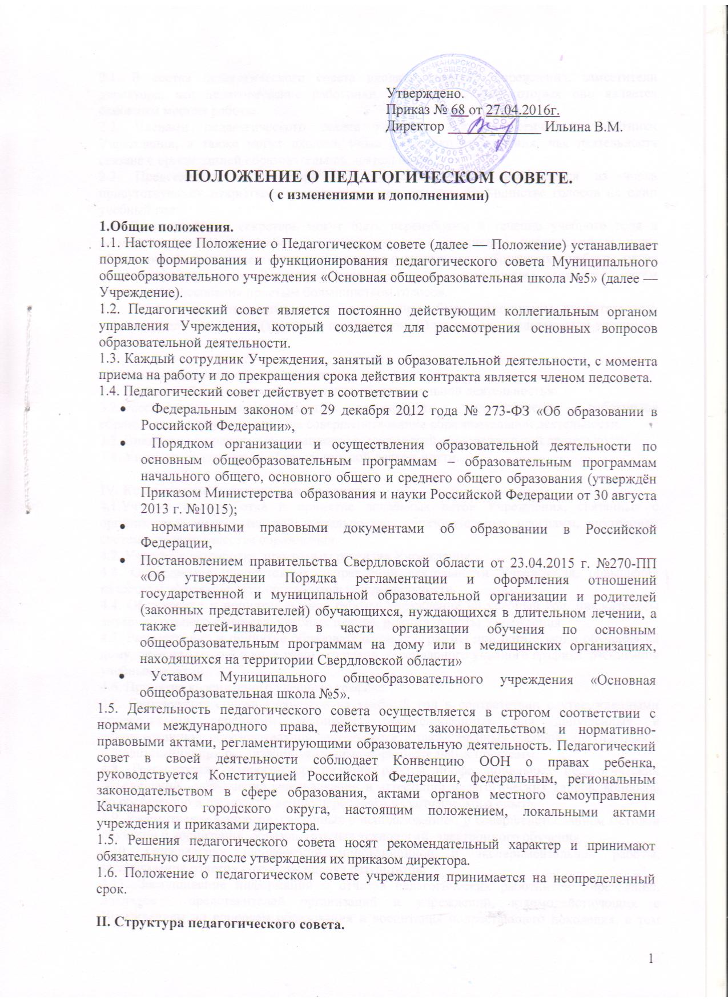 Утверждено.
Приказ № 68 от 27.04.2016г.
Директор ____________ Ильина В.М.
ПОЛОЖЕНИЕ О ПЕДАГОГИЧЕСКОМ СОВЕТЕ.
( с изменениями и дополнениями)
1.Общие положения.
1.1. Настоящее Положение о Педагогическом совете (далее — Положение) устанавливает
порядок формирования и функционирования педагогического совета Муниципального
общеобразовательного учреждения «Основная общеобразовательная школа №5» (далее —
Учреждение).
1.2. Педагогический совет является постоянно действующим коллегиальным органом
управления Учреждения, который создается для рассмотрения основных вопросов
образовательной деятельности.
1.3. Каждый сотрудник Учреждения, занятый в образовательной деятельности, с момента
приема на работу и до прекращения срока действия контракта является членом педсовета.
1.4. Педагогический совет действует в соответствии с
• Федеральным законом от 29 декабря 2012 года № 273-ФЗ «Об образовании в
Российской Федерации»,
• Порядком организации и осуществления образовательной деятельности по
основным общеобразовательным программам – образовательным программам
начального общего, основного общего и среднего общего образования (утверждён
Приказом Министерства образования и науки Российской Федерации от 30 августа
2013 г. №1015);
• нормативными правовыми документами об образовании в Российской
Федерации,
• Постановлением правительства Свердловской области от 23.04.2015 г. №270-ПП
«Об утверждении Порядка регламентации и оформления отношений
государственной и муниципальной образовательной организации и родителей
(законных представителей) обучающихся, нуждающихся в длительном лечении, а
также детей-инвалидов в части организации обучения по основным
общеобразовательным программам на дому или в медицинских организациях,
находящихся на территории Свердловской области»
• Уставом Муниципального общеобразовательного учреждения «Основная
общеобразовательная школа №5».
1.5. Деятельность педагогического совета осуществляется в строгом соответствии с
нормами международного права, действующим законодательством и нормативно-
правовыми актами, регламентирующими образовательную деятельность. Педагогический
совет в своей деятельности соблюдает Конвенцию ООН о правах ребенка,
руководствуется Конституцией Российской Федерации, федеральным, региональным
законодательством в сфере образования, актами органов местного самоуправления
Качканарского городского округа, настоящим положением, локальными актами
учреждения и приказами директора.
1.5. Решения педагогического совета носят рекомендательный характер и принимают
обязательную силу после утверждения их приказом директора.
1.6. Положение о педагогическом совете учреждения принимается на неопределенный
срок.
II. Структура педагогического совета.
1